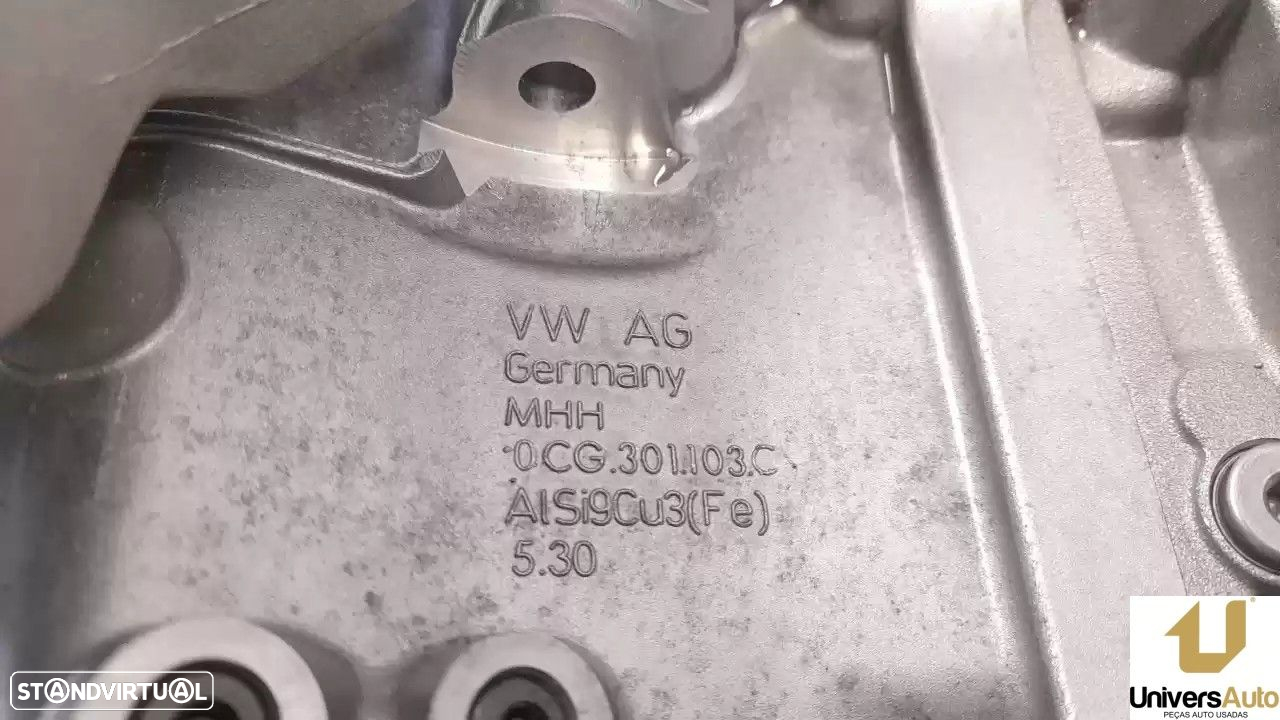 VW AG
Germany
MHH
0CG.301.103.C
AlSi9Cu3(Fe)
5.30
STANDVIRTUAL
UniversAuto
PEÇAS AUTO USADAS